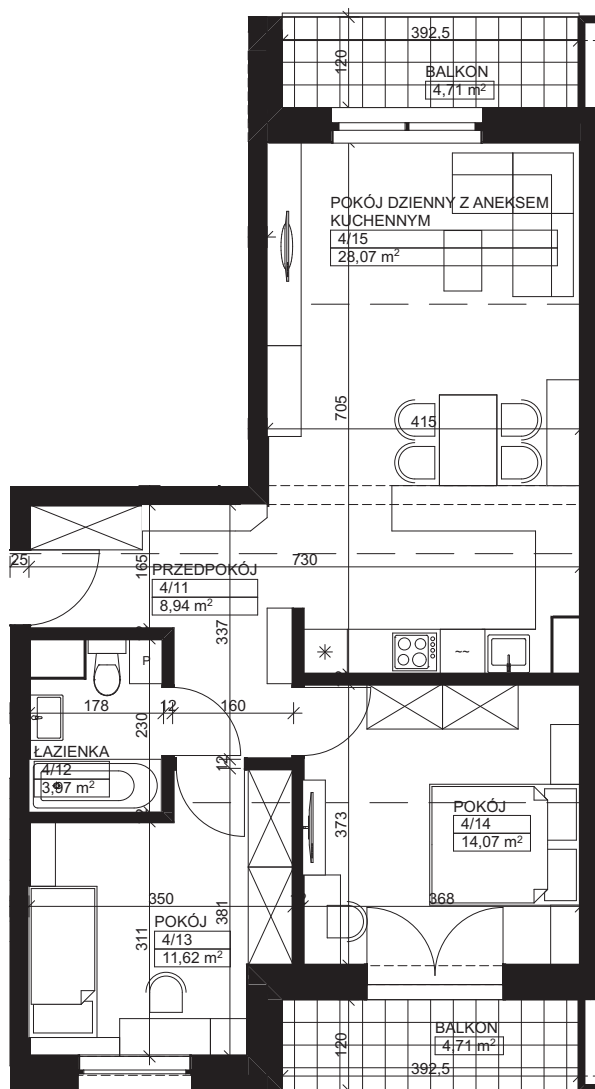 392,5
120
BALKON
4,71 m²
POKÓJ DZIENNY Z ANEKSEM
KUCHENNYM
4/15
28,07 m²
705
415
25
165
730
PRZEDPOKÓJ
4/11
8,94 m²
337
P
178
12
160
230
ŁAZIENKA
4/12
3,97 m²
12
373
POKÓJ
4/14
14,07 m²
350
368
POKÓJ
4/13
11,62 m²
311
381
BALKON
4,71 m²
120
392,5